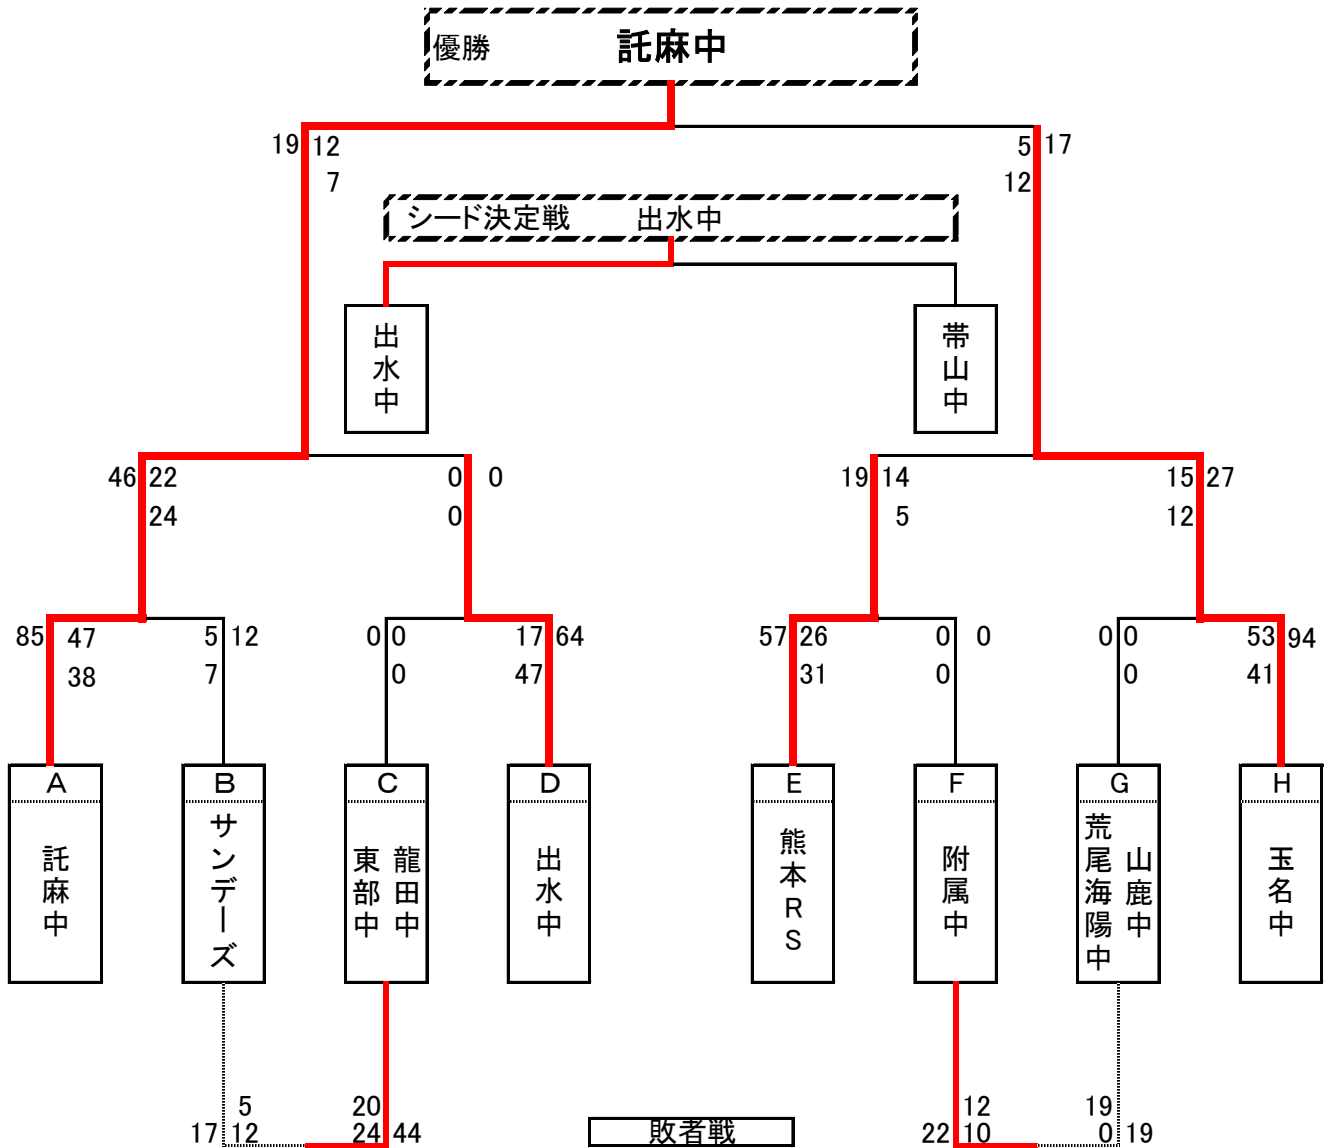 優勝 託麻中
19 12 5 17
7 12
シード決定戦 出水中
出水中 帯山中
46 22 0 0 19 14 15 27
24 0 5 12
85 47 5 12 0 0 17 64 57 26 0 0 0 0 53 94
38 7 0 47 31 0 0 41
A B C D E F G H
託麻中
サンデーズ
龍田中
東部中
出水中
熊本RS
附属中
山鹿中
荒尾海陽中
玉名中
5 20 12 19
17 12 24 44 敗者戦 22 10 0 19